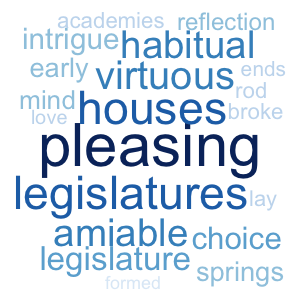 academies reflection
intrigue habitual
early virtuous ends
mind houses rod
love broke
pleasing
legislatures lay
amiable choice
legislature springs
formed